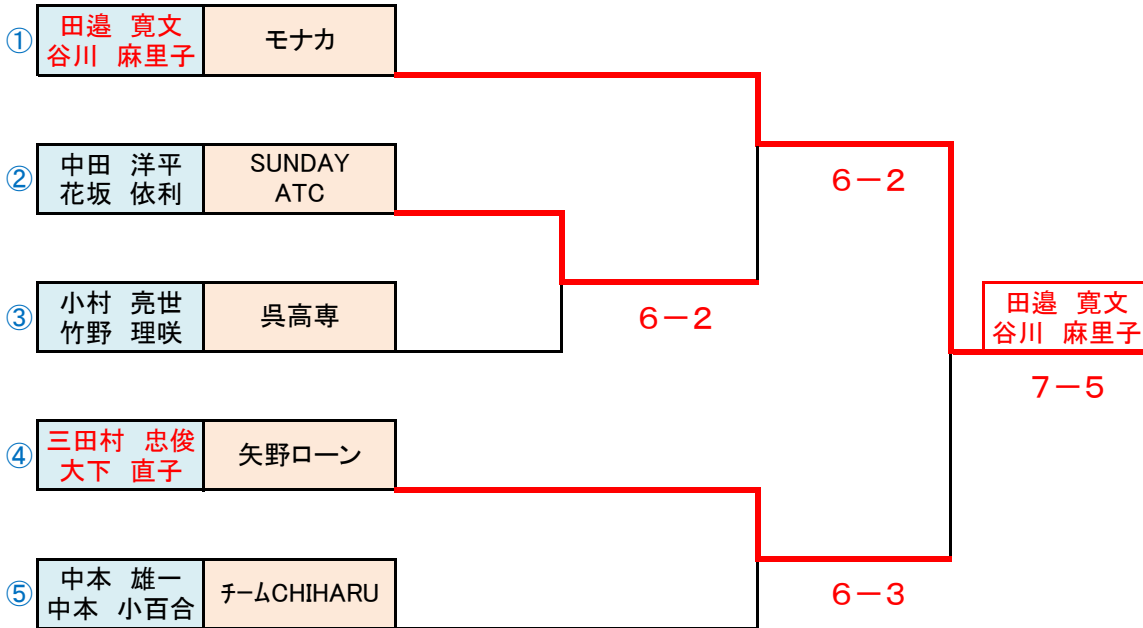 ①
田邉 寛文
谷川 麻里子
モナカ
②
中田 洋平
花坂 依利
SUNDAY
ATC
6-2
③
小村 亮世
竹野 理咲
呉高専
6-2
田邉 寛文
谷川 麻里子
7-5
④
三田村 忠俊
大下 直子
矢野ローン
⑤
中本 雄一
中本 小百合
ﾁｰﾑCHIHARU
6-3